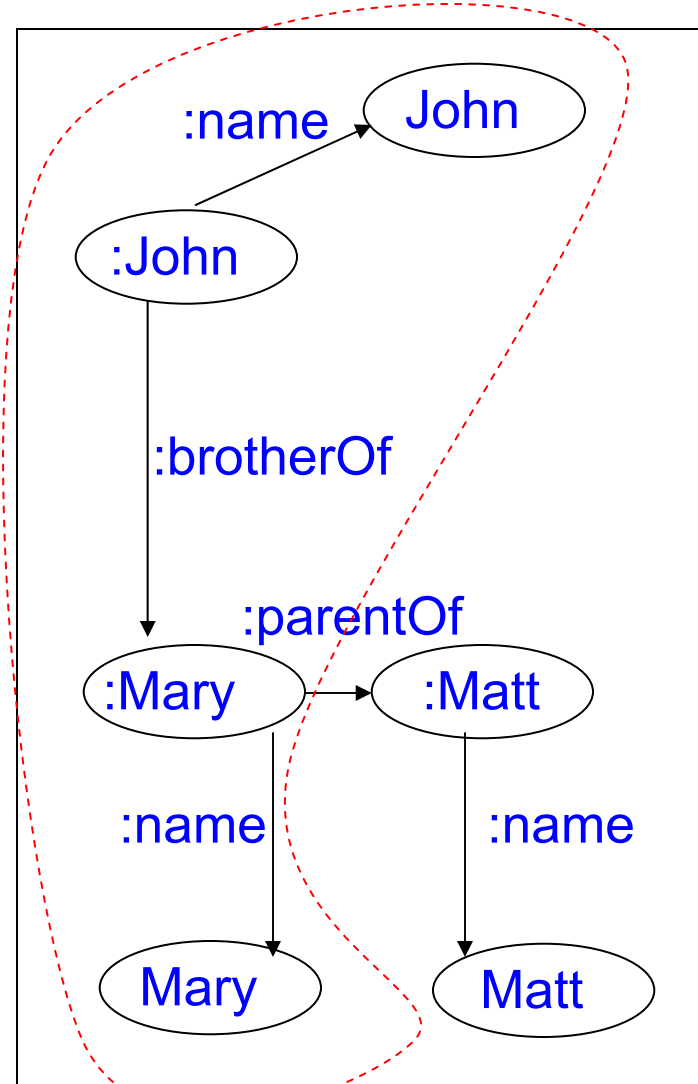 :name
John
:John
:brotherOf
:parentOf
:Mary
:Matt
:name
:name
Mary
Matt